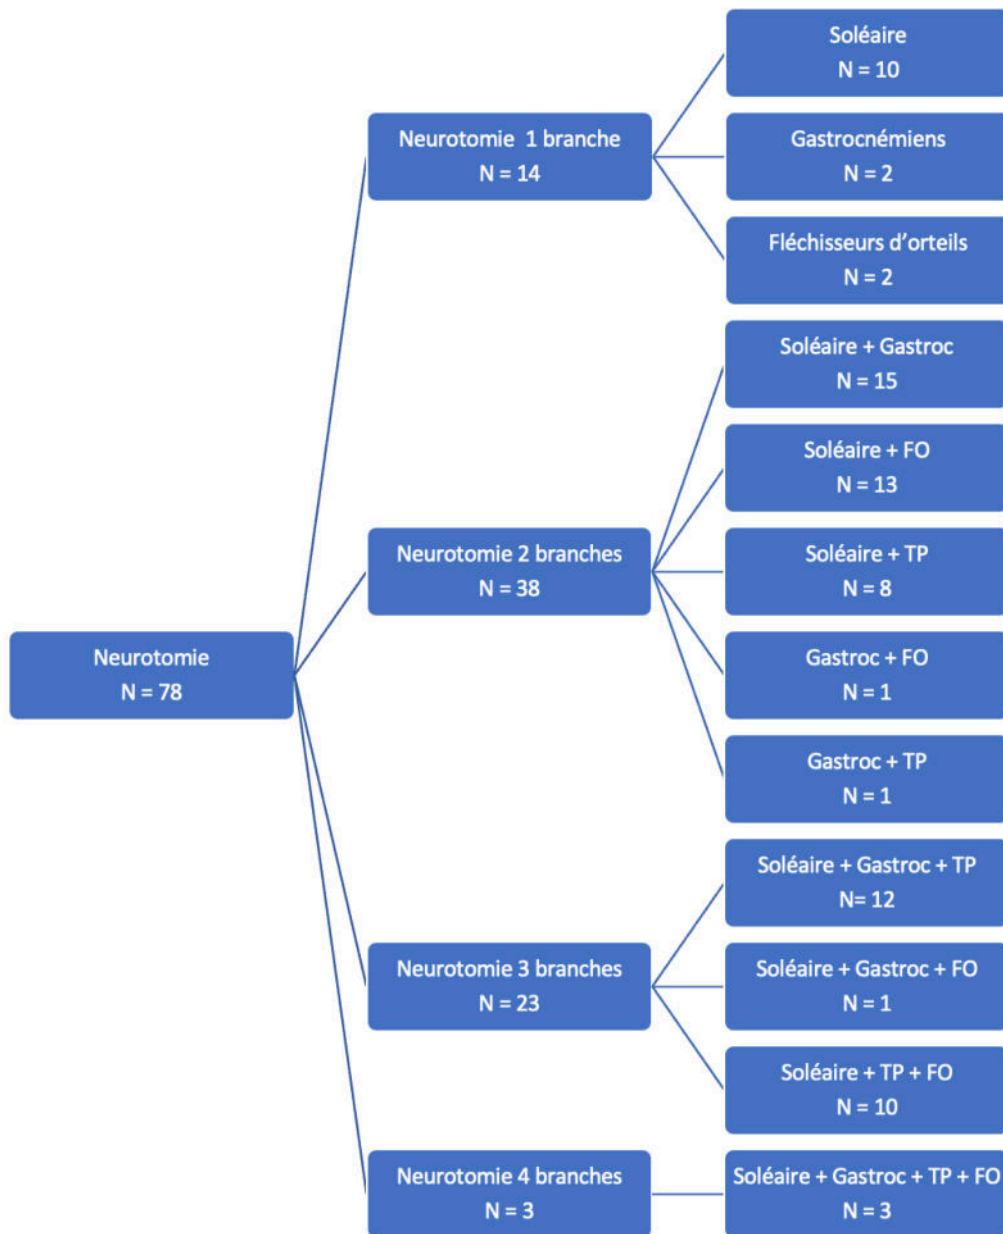 Neurotomie
N = 78
Neurotomie 1 branche
N = 14
Soléaire
N = 10
Gastrocnémiens
N = 2
Fléchisseurs d'orteils
N = 2
Neurotomie 2 branches
N = 38
Soléaire + Gastroc
N = 15
Soléaire + FO
N = 13
Soléaire + TP
N = 8
Gastroc + FO
N = 1
Gastroc + TP
N = 1
Neurotomie 3 branches
N = 23
Soléaire + Gastroc + TP
N= 12
Soléaire + Gastroc + FO
N = 1
Soléaire + TP + FO
N = 10
Neurotomie 4 branches
N = 3
Soléaire + Gastroc + TP + FO
N = 3